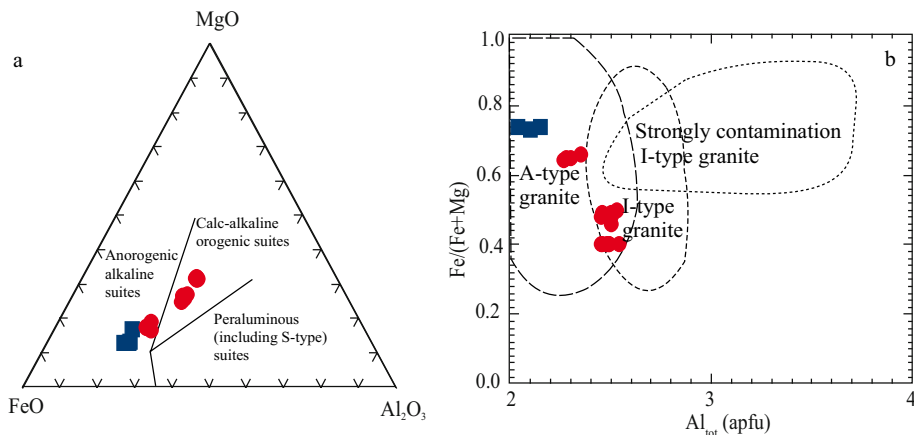 MgO
a
Calc-alkaline
orogenic suites
Anorogenic
alkaline
suites
Peraluminous
(including S-type)
suites
FeO
Al₂O₃
b
1.0
0.8
0.6
0.4
0.2
0.0
Fe/(Fe+Mg)
Strongly contamination
I-type granite
A-type
granite
I-type
granite
2
3
4
Al_tot (apfu)